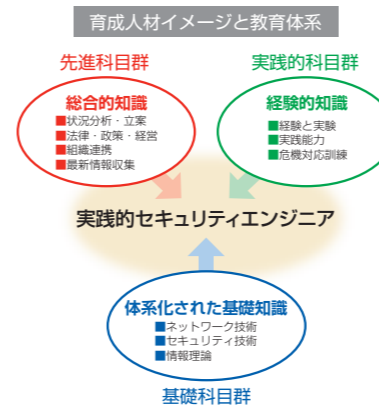 育成人材イメージと教育体系
先進科目群
実践的科目群
総合的知識
■状況分析・立案
■法律・政策・経営
■組織連携
■最新情報収集
経験的知識
■経験と実験
■実践能力
■危機対応訓練
実践的セキュリティエンジニア
体系化された基礎知識
■ネットワーク技術
■セキュリティ技術
■情報理論
基礎科目群